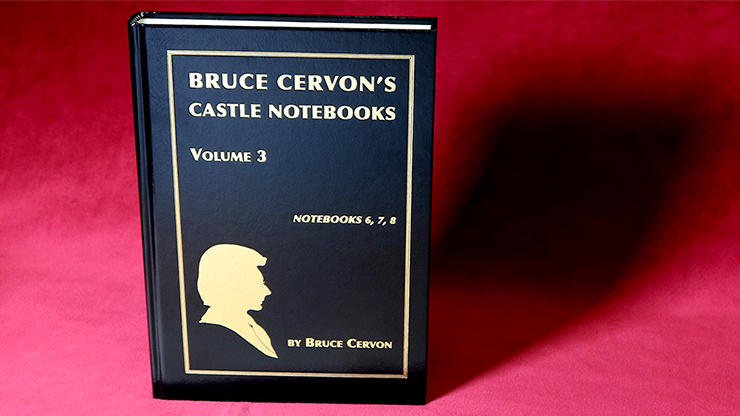 BRUCE CERVON'S
CASTLE NOTEBOOKS
VOLUME 3
NOTEBOOKS 6, 7, 8
BY BRUCE CERVON